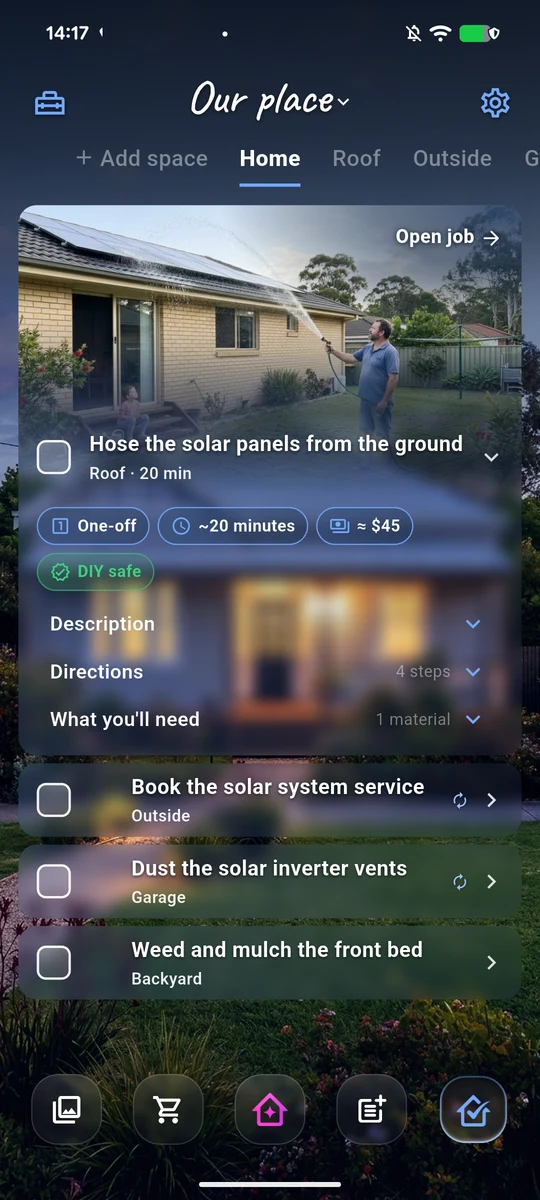 14:17
Our place
+ Add space Home Roof Outside G
Open job →
Hose the solar panels from the ground
Roof · 20 min
1 One-off ~20 minutes ≈ $45
DIY safe
Description
Directions 4 steps
What you'll need 1 material
Book the solar system service
Outside
Dust the solar inverter vents
Garage
Weed and mulch the front bed
Backyard